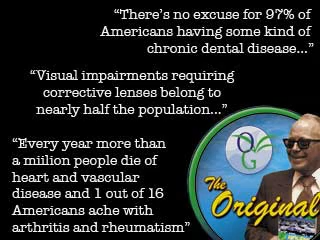 “There’s no excuse for 97% of
Americans having some kind of
chronic dental disease...”
“Visual impairments requiring
corrective lenses belong to
nearly half the population...”
“Every year more than
a miilion people die of
heart and vascular
disease and 1 out of 16
Americans ache with
arthritis and rheumatism”
OG
The
Original